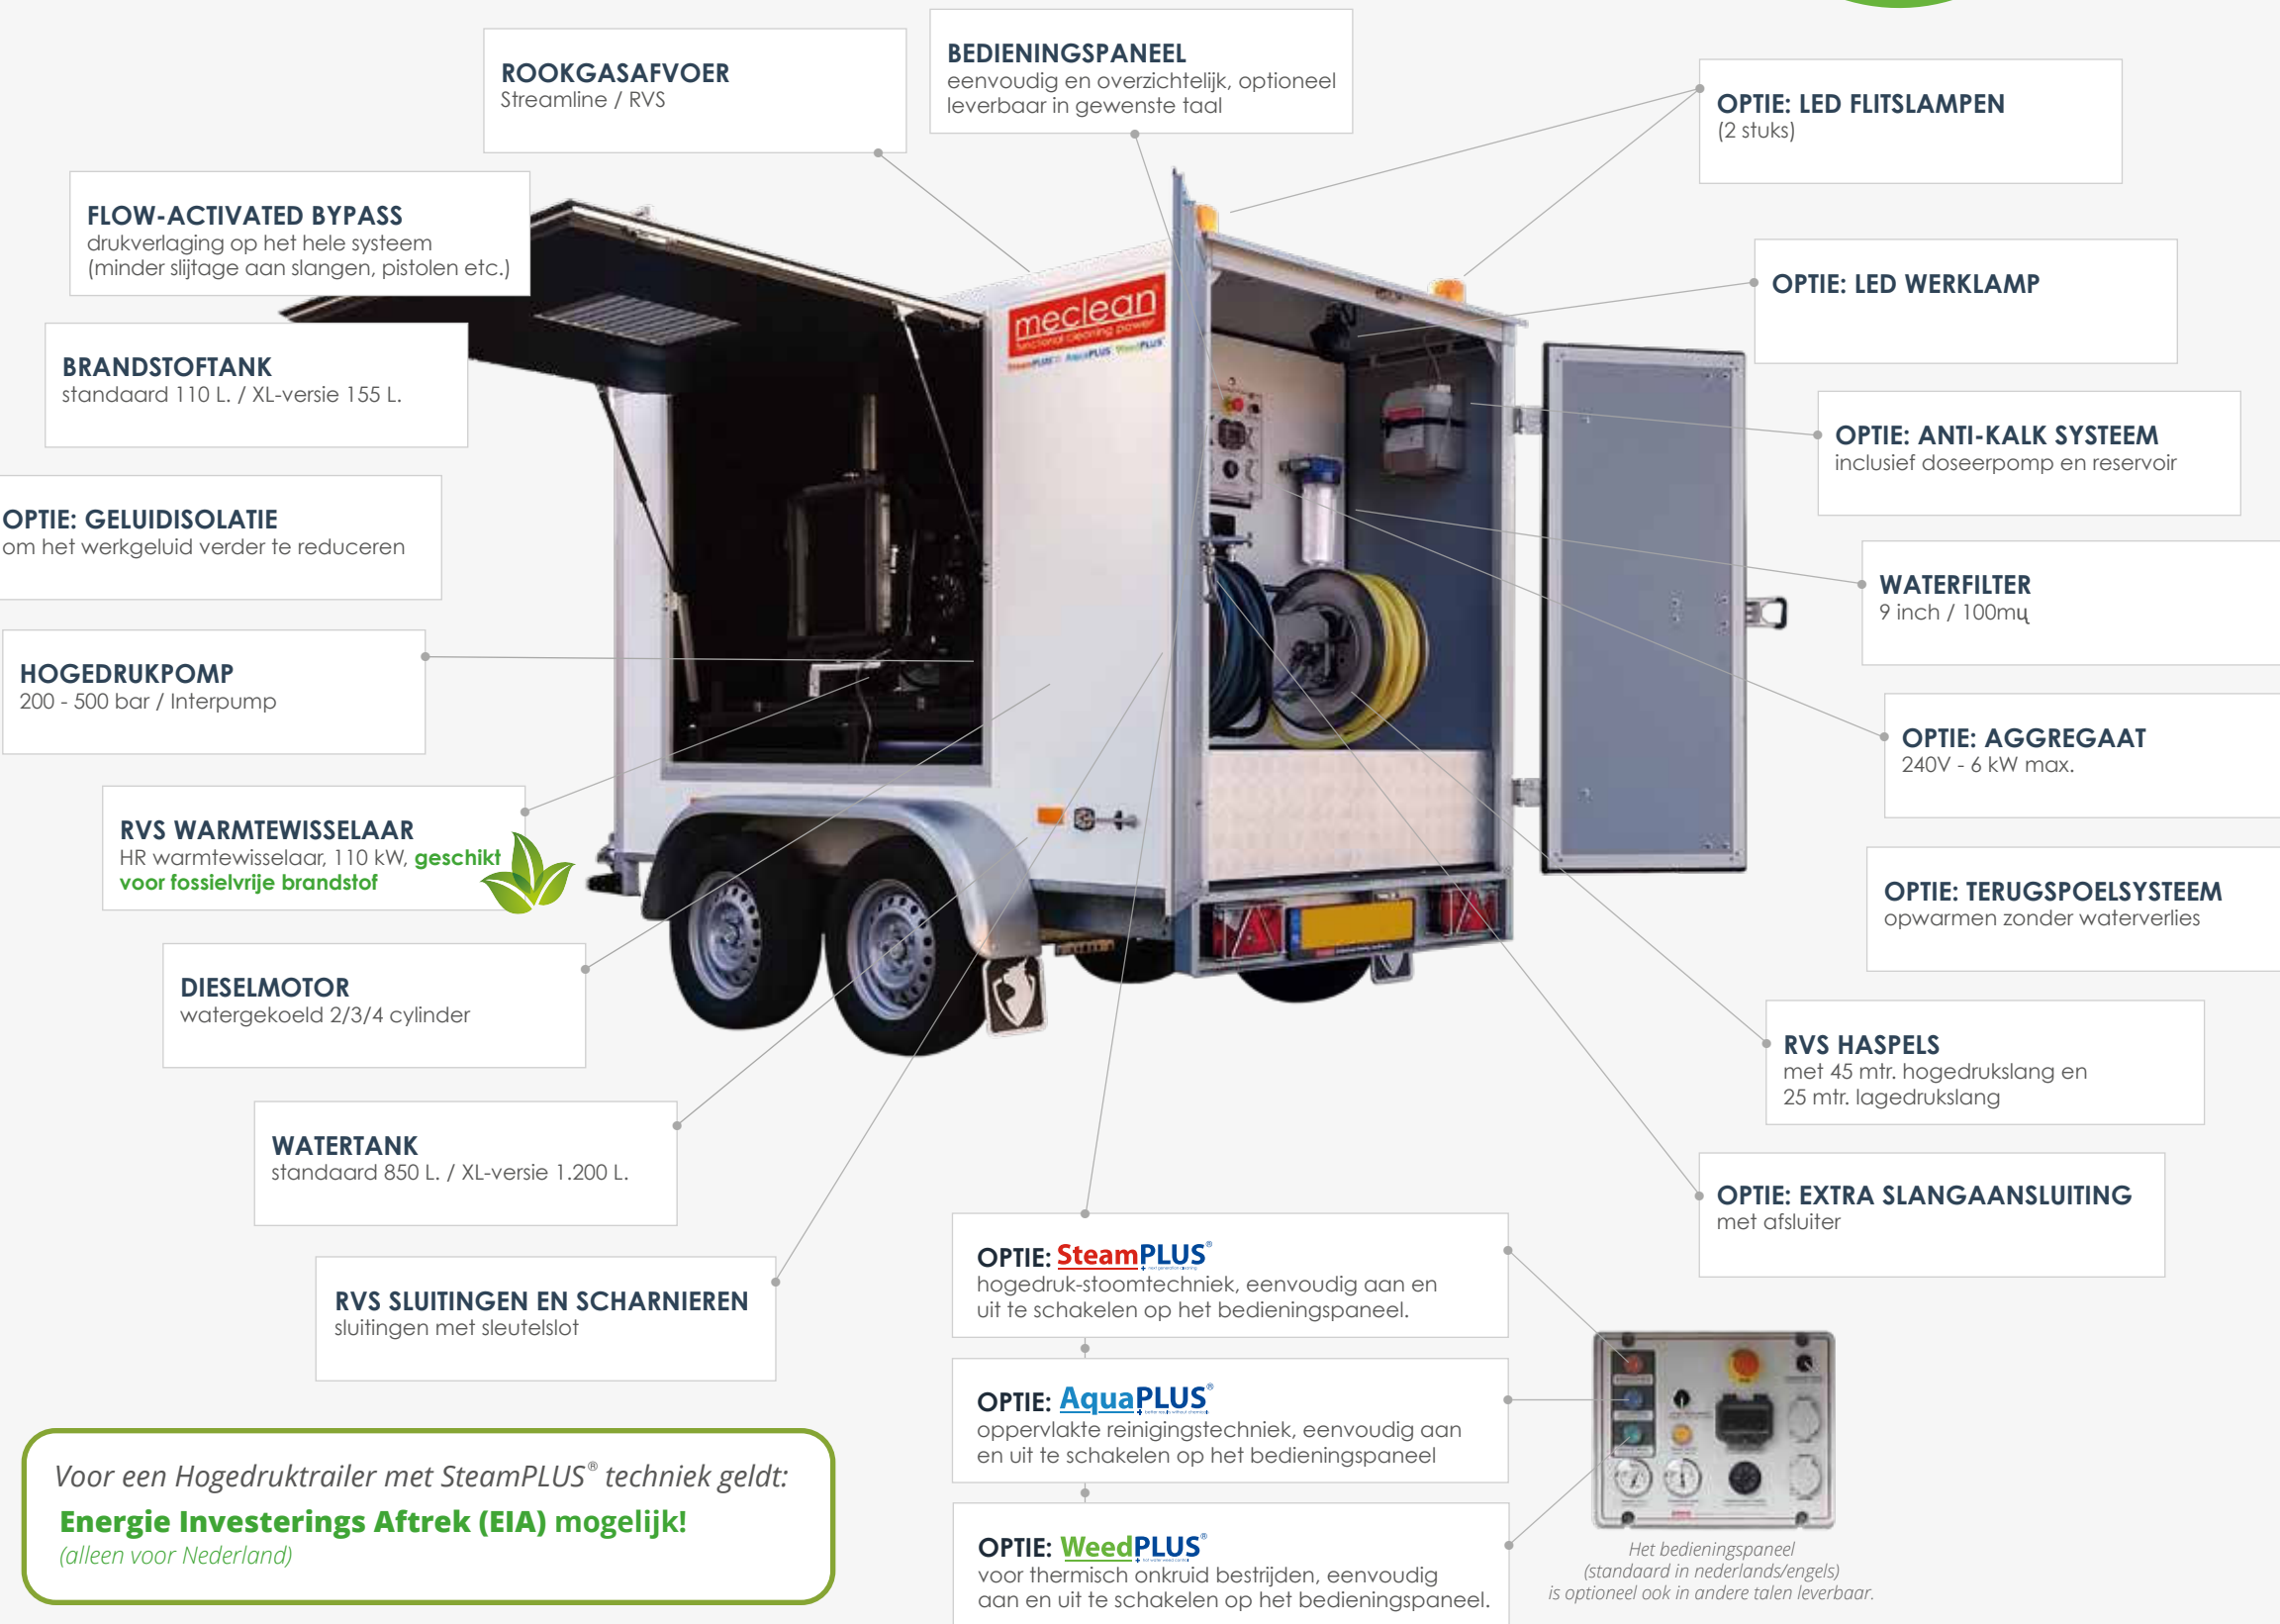 ROOKGASAFVOER
Streamline / RVS
BEDIENINGSPANEEL
eenvoudig en overzichtelijk, optioneel
leverbaar in gewenste taal
OPTIE: LED FLITSLAMPEN
(2 stuks)
FLOW-ACTIVATED BYPASS
drukverlaging op het hele systeem
(minder slijtage aan slangen, pistolen etc.)
OPTIE: LED WERKLAMP
meclean
functional cleaning power
SteamPLUS® AquaPLUS® WeedPLUS®
BRANDSTOFTANK
standaard 110 L. / XL-versie 155 L.
OPTIE: ANTI-KALK SYSTEEM
inclusief doseerpomp en reservoir
OPTIE: GELUIDISOLATIE
om het werkgeluid verder te reduceren
WATERFILTER
9 inch / 100mɥ
HOGEDRUKPOMP
200 - 500 bar / Interpump
OPTIE: AGGREGAAT
240V - 6 kW max.
RVS WARMTEWISSELAAR
HR warmtewisselaar, 110 kW, geschikt
voor fossielvrije brandstof
OPTIE: TERUGSPOELSYSTEEM
opwarmen zonder waterverlies
DIESELMOTOR
watergekoeld 2/3/4 cylinder
RVS HASPELS
met 45 mtr. hogedrukslang en
25 mtr. lagedrukslang
WATERTANK
standaard 850 L. / XL-versie 1.200 L.
OPTIE: EXTRA SLANGAANSLUITING
met afsluiter
RVS SLUITINGEN EN SCHARNIEREN
sluitingen met sleutelslot
OPTIE: SteamPLUS®
hogedruk-stoomtechniek, eenvoudig aan en
uit te schakelen op het bedieningspaneel.
OPTIE: AquaPLUS®
oppervlakte reinigingstechniek, eenvoudig aan
en uit te schakelen op het bedieningspaneel
OPTIE: WeedPLUS®
voor thermisch onkruid bestrijden, eenvoudig
aan en uit te schakelen op het bedieningspaneel.
Voor een Hogedruktrailer met SteamPLUS® techniek geldt:
Energie Investerings Aftrek (EIA) mogelijk!
(alleen voor Nederland)
Het bedieningspaneel
(standaard in nederlands/engels)
is optioneel ook in andere talen leverbaar.